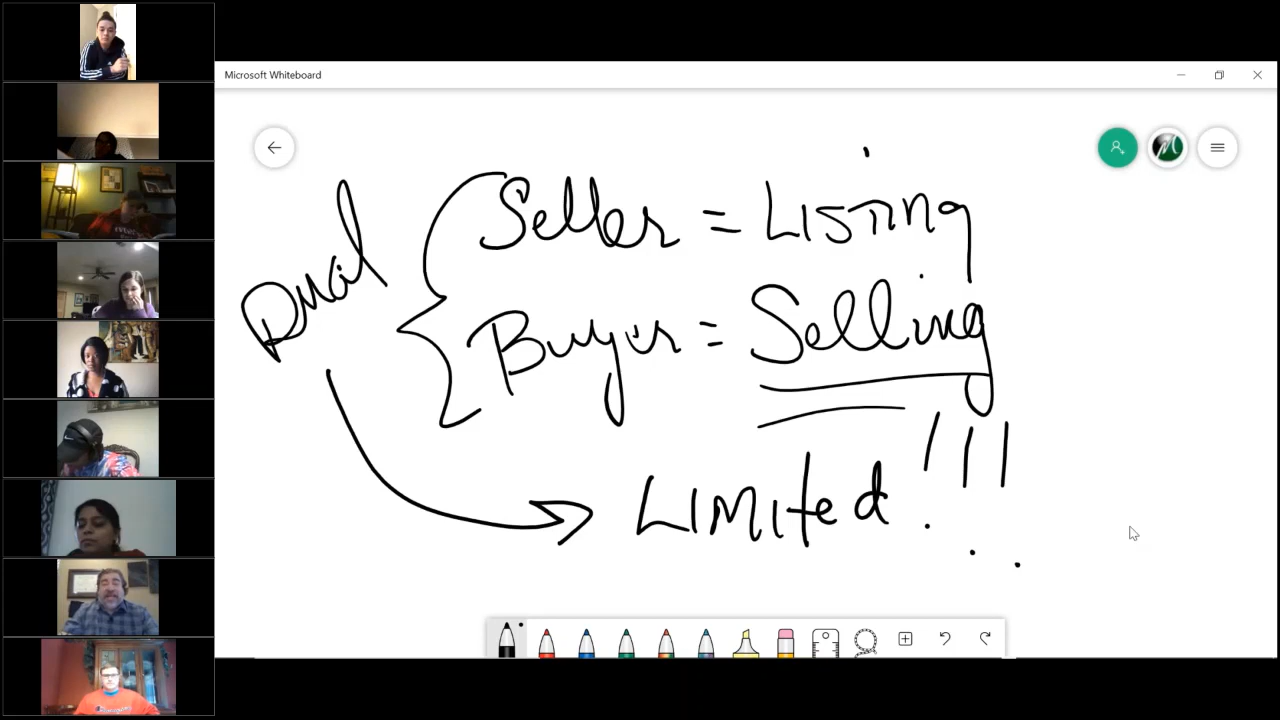 Microsoft Whiteboard
Seller = Listing
Dual
Buyer = Selling
Limited !!!